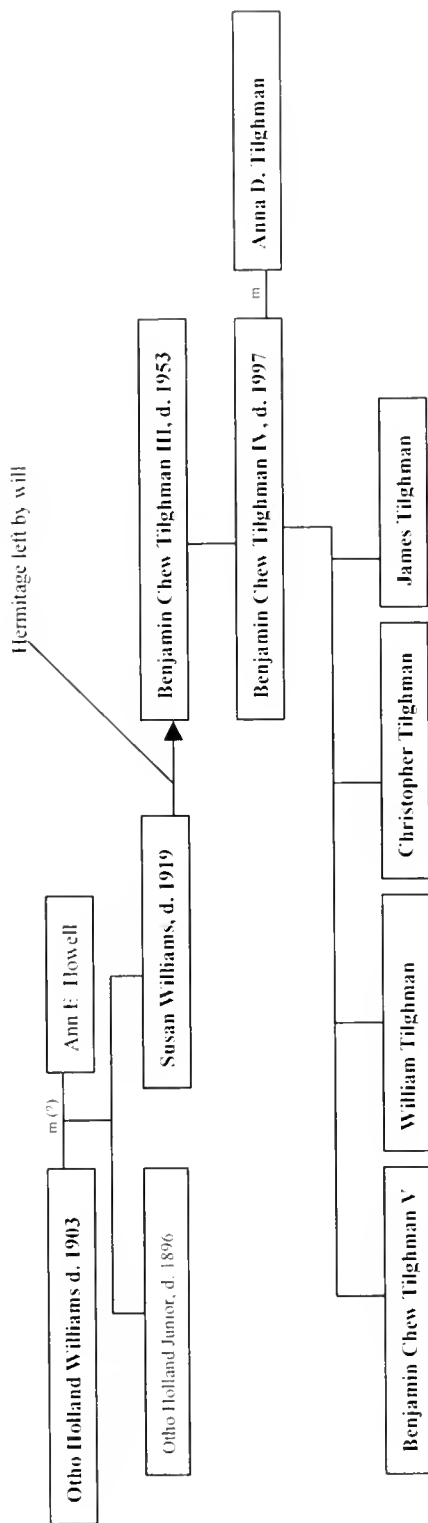 Hermitage left by will
Otho Holland Williams d. 1903
m (?)
Ann E Howell
Otho Holland Junior, d. 1896
Susan Williams, d. 1919
Benjamin Chew Tilghman III, d. 1953
Benjamin Chew Tilghman IV, d. 1997
m
Anna D. Tilghman
Benjamin Chew Tilghman V
William Tilghman
Christopher Tilghman
James Tilghman